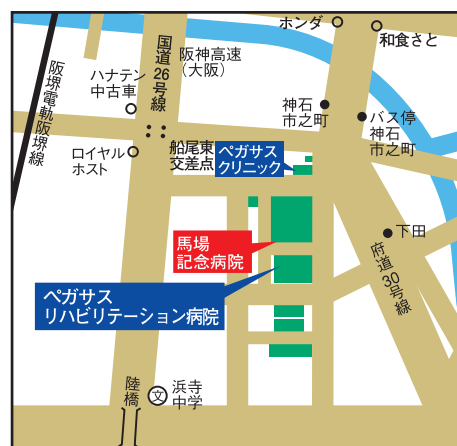 ホンダ
和食さと
国道26号線
阪神高速
(大阪)
阪堺電軌阪堺線
ハナテン
中古車
神石
市之町
バス停
神石
市之町
船尾東
交差点
ロイヤル
ホスト
ペガサス
クリニック
馬場
記念病院
下田
府道30号線
ペガサス
リハビリテーション病院
陸橋
文
浜寺
中学